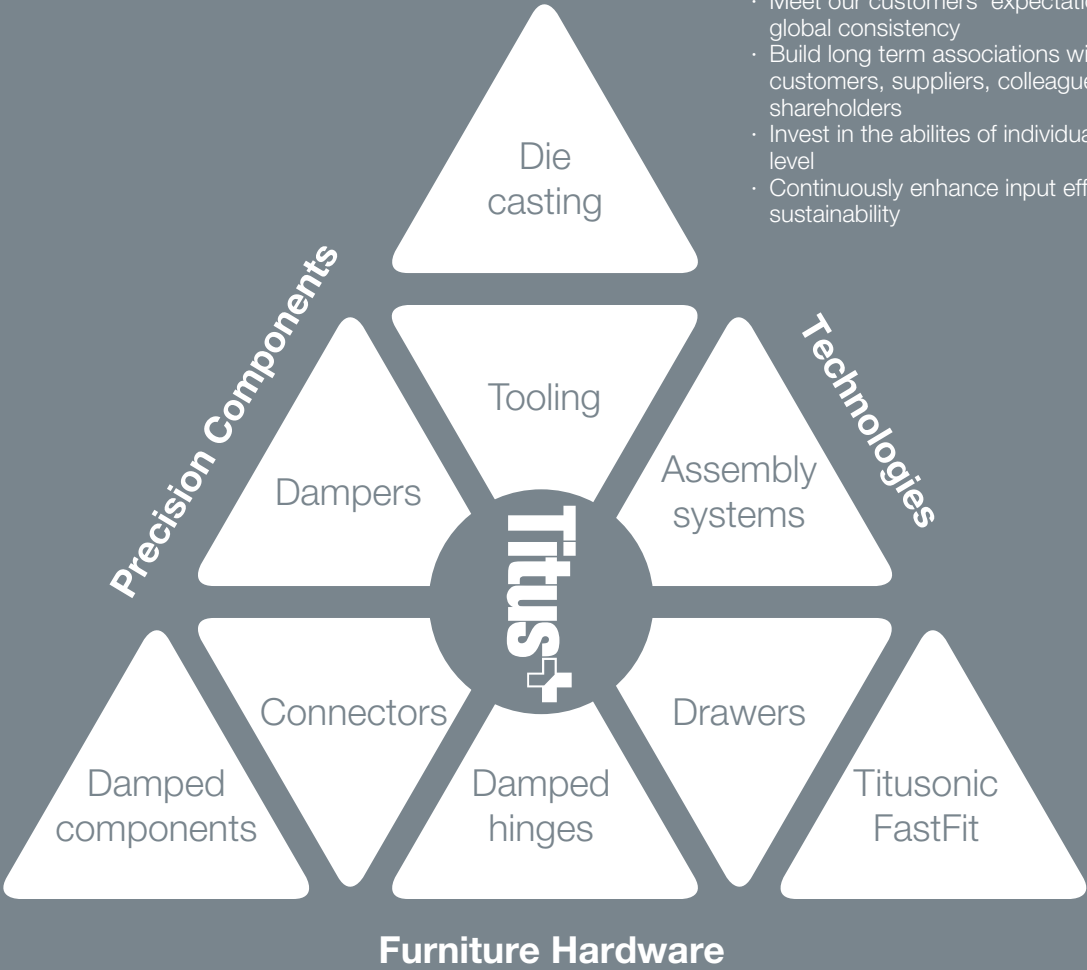 · Meet our customers' expectatio
global consistency
· Build long term associations wi
customers, suppliers, colleague
shareholders
· Invest in the abilites of individua
level
· Continuously enhance input eff
sustainability
Die
casting
Precision Components
Technologies
Tooling
Dampers
Assembly
systems
Titus+
Connectors
Drawers
Damped
components
Damped
hinges
Titusonic
FastFit
Furniture Hardware